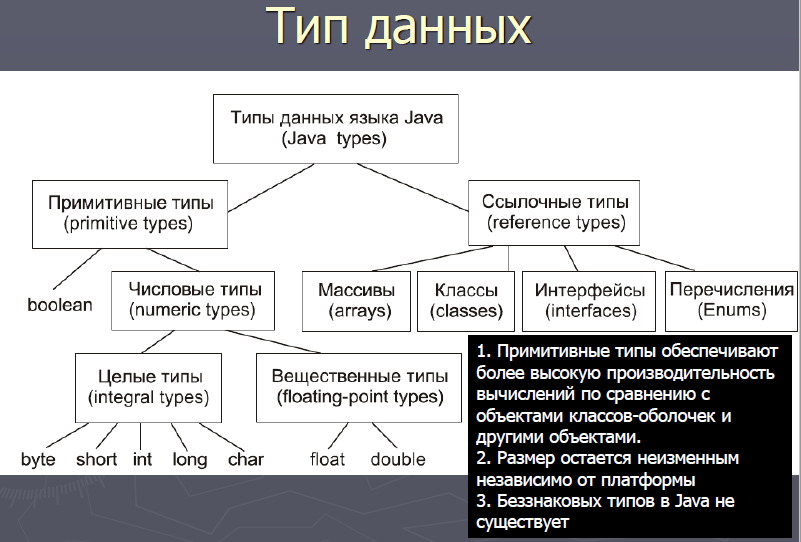 Тип данных
Типы данных языка Java
(Java types)
Примитивные типы
(primitive types)
Ссылочные типы
(reference types)
boolean
Числовые типы
(numeric types)
Массивы
(arrays)
Классы
(classes)
Интерфейсы
(interfaces)
Перечисления
(Enums)
Целые типы
(integral types)
Вещественные типы
(floating-point types)
byte short int long char
float double
1. Примитивные типы обеспечивают
более высокую производительность
вычислений по сравнению с
объектами классов-оболочек и
другими объектами.
2. Размер остается неизменным
независимо от платформы
3. Беззнаковых типов в Java не
существует